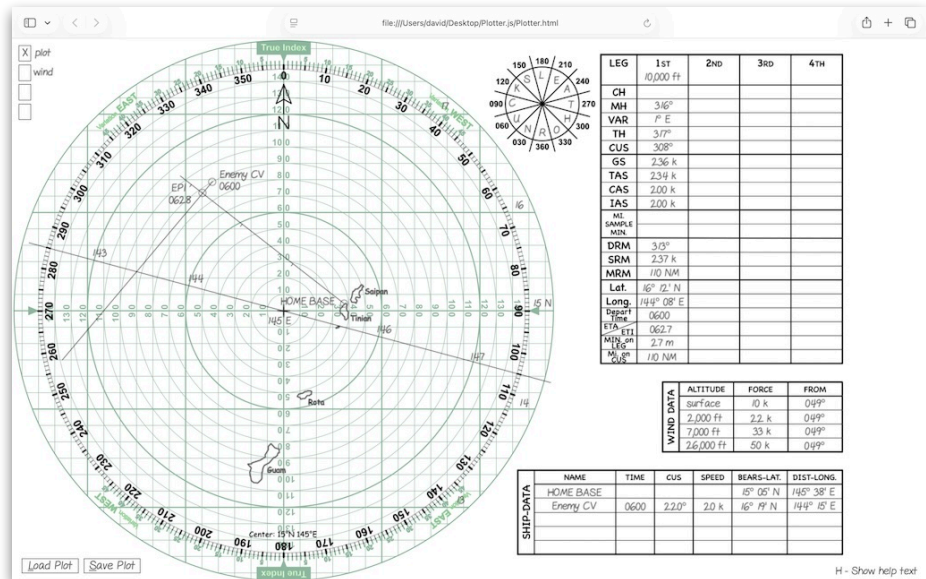 file:///Users/david/Desktop/Plotter.js/Plotter.html
X plot
wind
True Index
Variation EAST
Variation WEST
350 0 10 20 30 40 50 60 70 80 90 100 110 120 130 140 150 160 170 180 190 200 210 220 230 240 250 260 270 280 290 300 310 320 330 340
N
Enemy CV
0600
EPI
0628
16
143
144
Saipan
HOME BASE
Tinian
15 N
145 E
146
147
14
Rota
Guam
Center: 15°N 145°E
Variation WEST
Variation EAST
True Index
180 210 240 270 300 330 360 030 060 090 120 150
SLEATHORNUCK
LEG 1ST 2ND 3RD 4TH
10,000 ft
CH
MH 316°
VAR 1° E
TH 317°
CUS 308°
GS 236 k
TAS 234 k
CAS 200 k
IAS 200 k
MI.
SAMPLE
MIN.
DRM 313°
SRM 237 k
MRM 110 NM
Lat. 16° 12' N
Long. 144° 08' E
Depart
Time 0600
ETA ETI 0627
MIN. on
LEG 27 m
Mi. on
CUS 110 NM
WIND DATA
ALTITUDE FORCE FROM
surface 10 k 049°
2,000 ft 22 k 049°
7,000 ft 33 k 049°
26,000 ft 50 k 049°
SHIP-DATA
NAME TIME CUS SPEED BEARS-LAT. DIST-LONG.
HOME BASE 15° 05' N 145° 38' E
Enemy CV 0600 220° 20 k 16° 19' N 144° 15' E
Load Plot Save Plot
H - Show help text